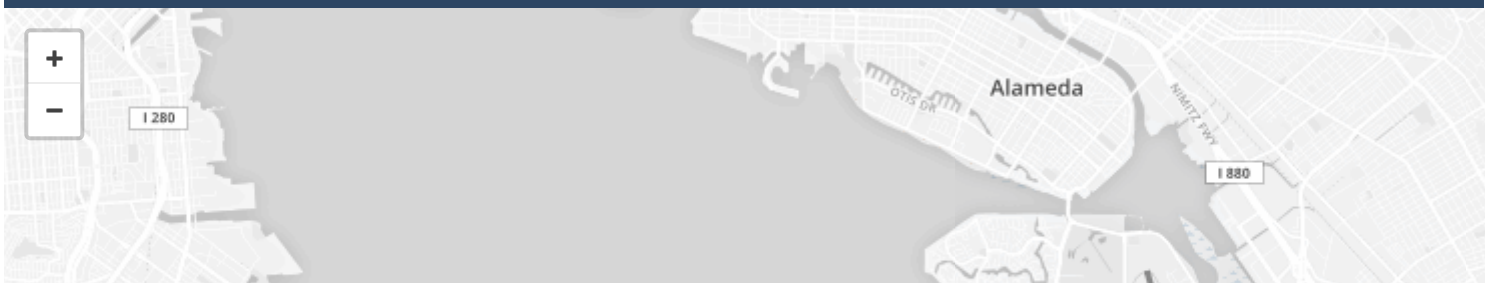 +
−
I 280
OTIS DR
Alameda
NIMITZ FWY
I 880